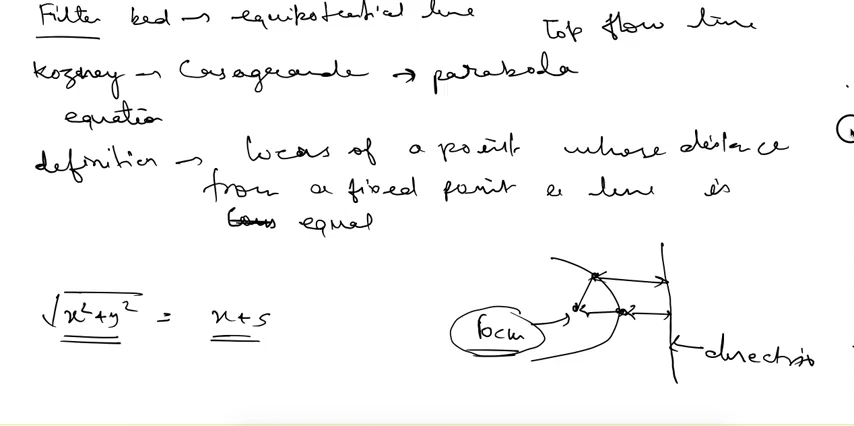 Filter bed → equipotential line
Top flow line
Kozney → Casagrande → parabola
equation
definition → locus of a point whose distance
from a fixed point & line is
equal
√x²+y² = x+s
focus
directrix